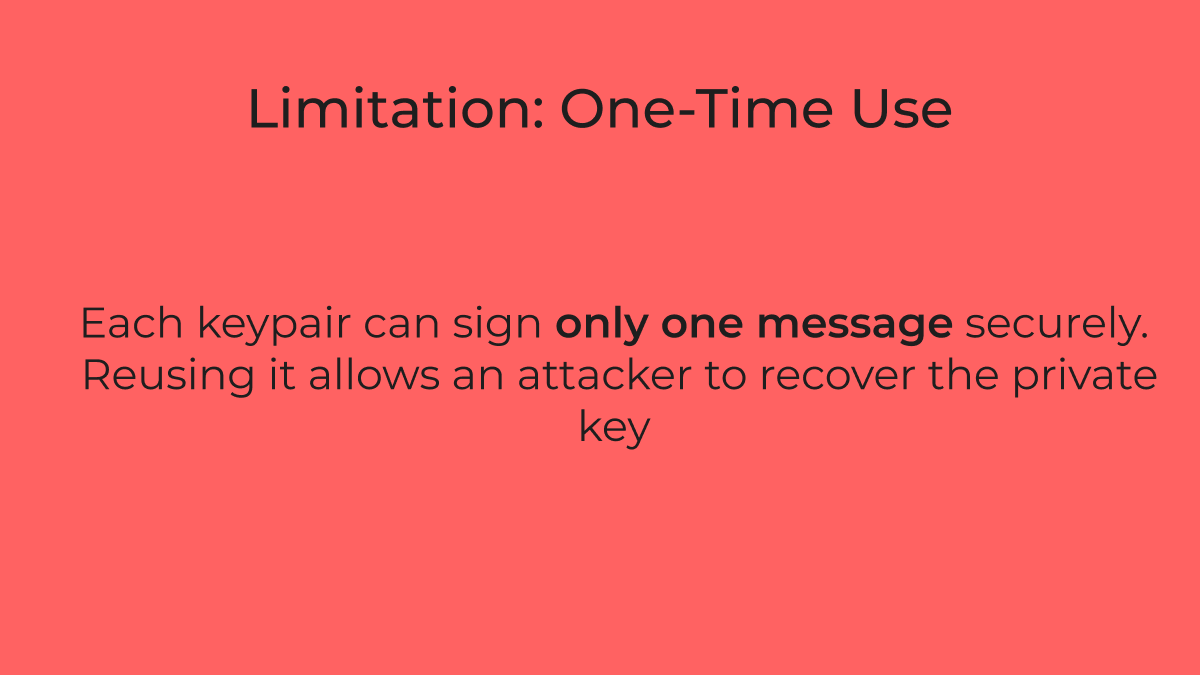 Limitation: One-Time Use
Each keypair can sign only one message securely.
Reusing it allows an attacker to recover the private
key